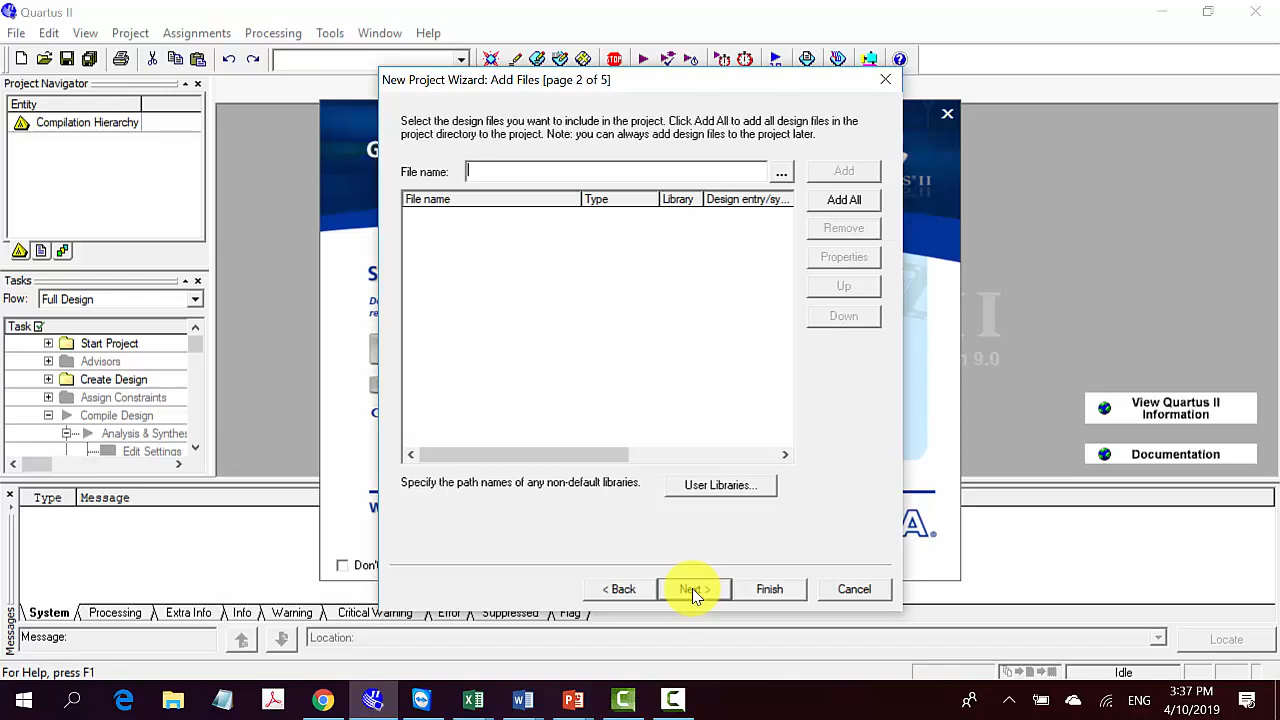 Quartus II
File Edit View Project Assignments Processing Tools Window Help
Project Navigator
Entity
Compilation Hierarchy
Tasks
Flow: Full Design
Task
Start Project
Advisors
Create Design
Assign Constraints
Compile Design
Analysis & Synthes
Edit Settings
New Project Wizard: Add Files [page 2 of 5]
Select the design files you want to include in the project. Click Add All to add all design files in the
project directory to the project. Note: you can always add design files to the project later.
File name:
...
Add
File name Type Library Design entry/sy...
Add All
Remove
Properties
Up
Down
Specify the path names of any non-default libraries.
User Libraries...
< Back Next > Finish Cancel
S II
II
9.0
View Quartus II
Information
Documentation
Don't
A.
Type Message
System Processing Extra Info Info Warning Critical Warning Error Suppressed Flag
Messages
Message: Location: Locate
For Help, press F1
Idle
ENG
3:37 PM
4/10/2019